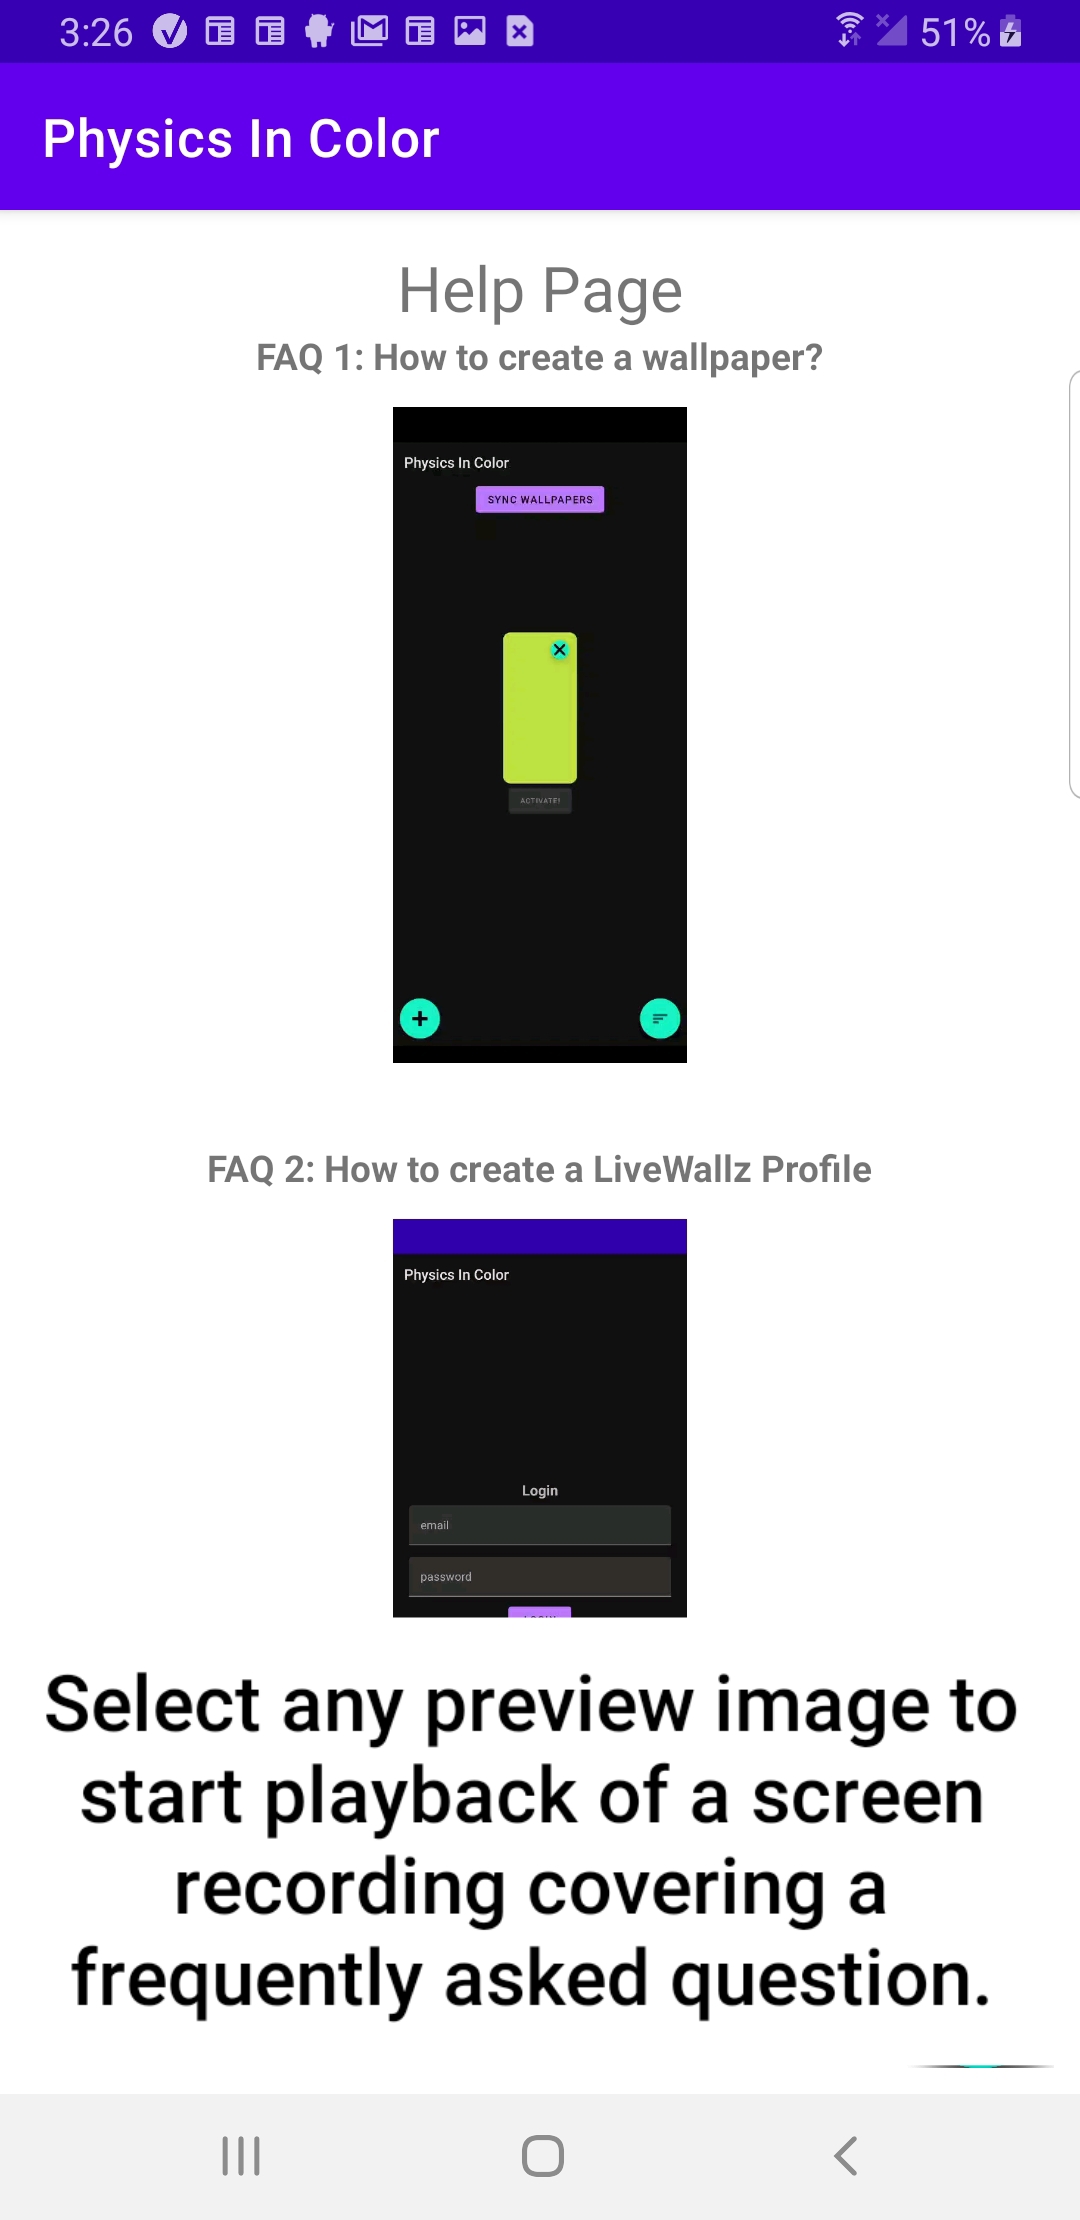 3:26
51%
Physics In Color
Help Page
FAQ 1: How to create a wallpaper?
Physics In Color
SYNC WALLPAPERS
ACTIVATE!
FAQ 2: How to create a LiveWallz Profile
Physics In Color
Login
email
password
Select any preview image to
start playback of a screen
recording covering a
frequently asked question.